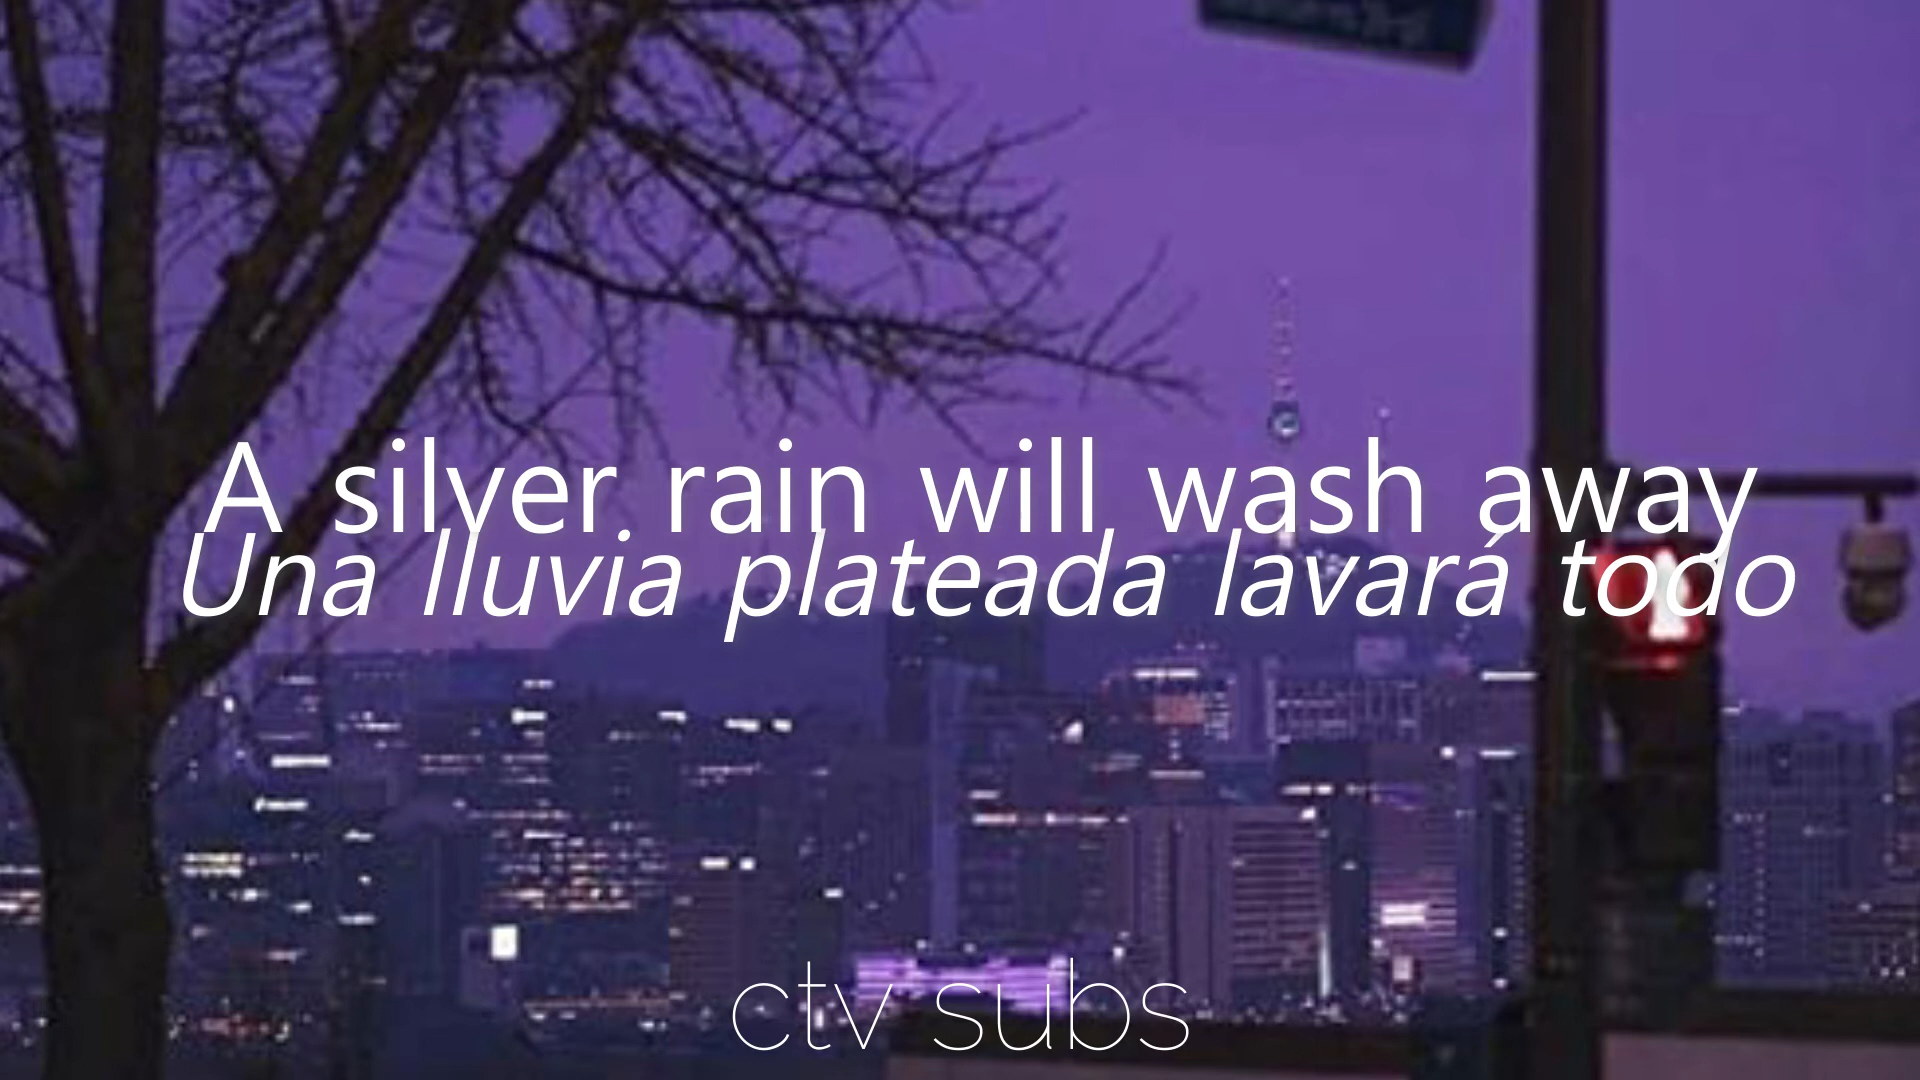 A silver rain will wash away
Una lluvia plateada lavará todo
ctv subs